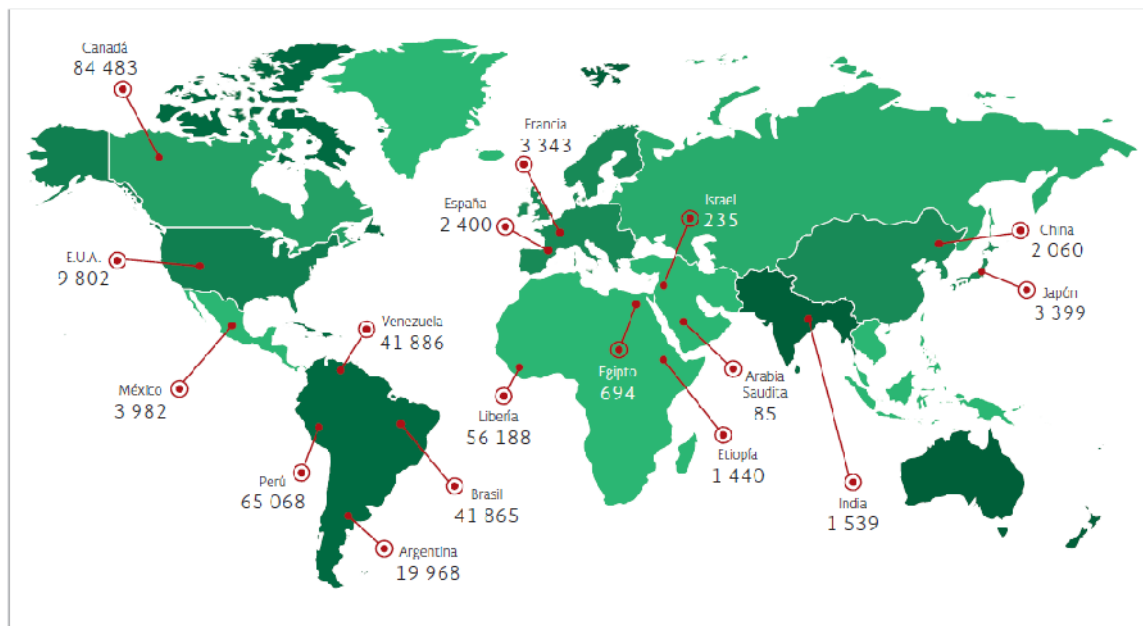 Canadá
84 483
Francia
3 343
España
2 400
Israel
235
China
2 060
E.U.A.
9 802
Japón
3 399
Venezuela
41 886
México
3 982
Egipto
694
Arabia
Saudita
85
Libería
56 188
Etiopía
1 440
Perú
65 068
Brasil
41 865
India
1 539
Argentina
19 968